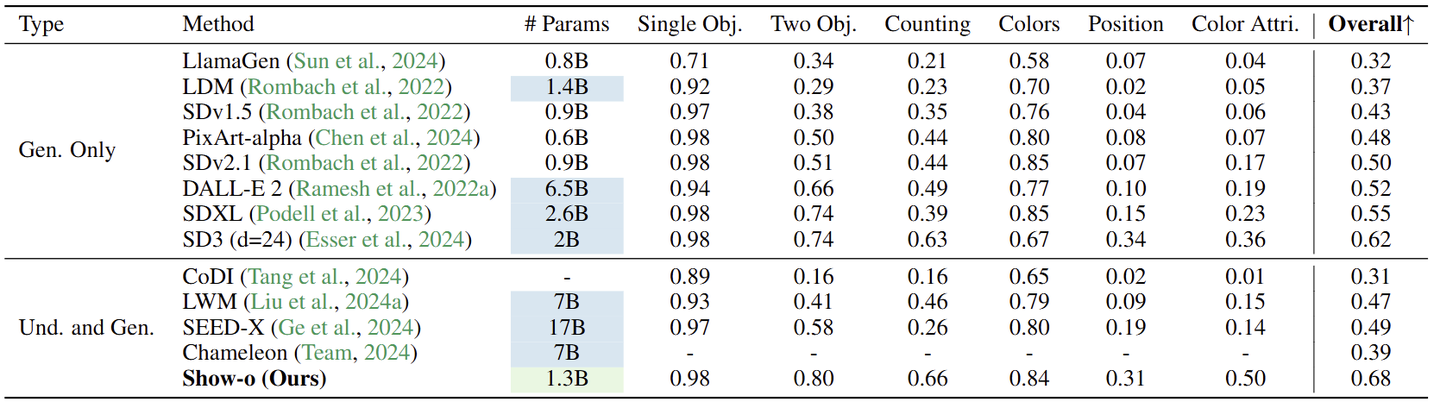 Type Method # Params Single Obj. Two Obj. Counting Colors Position Color Attri. Overall↑
LlamaGen (Sun et al., 2024) 0.8B 0.71 0.34 0.21 0.58 0.07 0.04 0.32
LDM (Rombach et al., 2022) 1.4B 0.92 0.29 0.23 0.70 0.02 0.05 0.37
SDv1.5 (Rombach et al., 2022) 0.9B 0.97 0.38 0.35 0.76 0.04 0.06 0.43
PixArt-alpha (Chen et al., 2024) 0.6B 0.98 0.50 0.44 0.80 0.08 0.07 0.48
Gen. Only
SDv2.1 (Rombach et al., 2022) 0.9B 0.98 0.51 0.44 0.85 0.07 0.17 0.50
DALL-E 2 (Ramesh et al., 2022a) 6.5B 0.94 0.66 0.49 0.77 0.10 0.19 0.52
SDXL (Podell et al., 2023) 2.6B 0.98 0.74 0.39 0.85 0.15 0.23 0.55
SD3 (d=24) (Esser et al., 2024) 2B 0.98 0.74 0.63 0.67 0.34 0.36 0.62
CoDI (Tang et al., 2024) - 0.89 0.16 0.16 0.65 0.02 0.01 0.31
LWM (Liu et al., 2024a) 7B 0.93 0.41 0.46 0.79 0.09 0.15 0.47
Und. and Gen. SEED-X (Ge et al., 2024) 17B 0.97 0.58 0.26 0.80 0.19 0.14 0.49
Chameleon (Team, 2024) 7B - - - - - - 0.39
Show-o (Ours) 1.3B 0.98 0.80 0.66 0.84 0.31 0.50 0.68